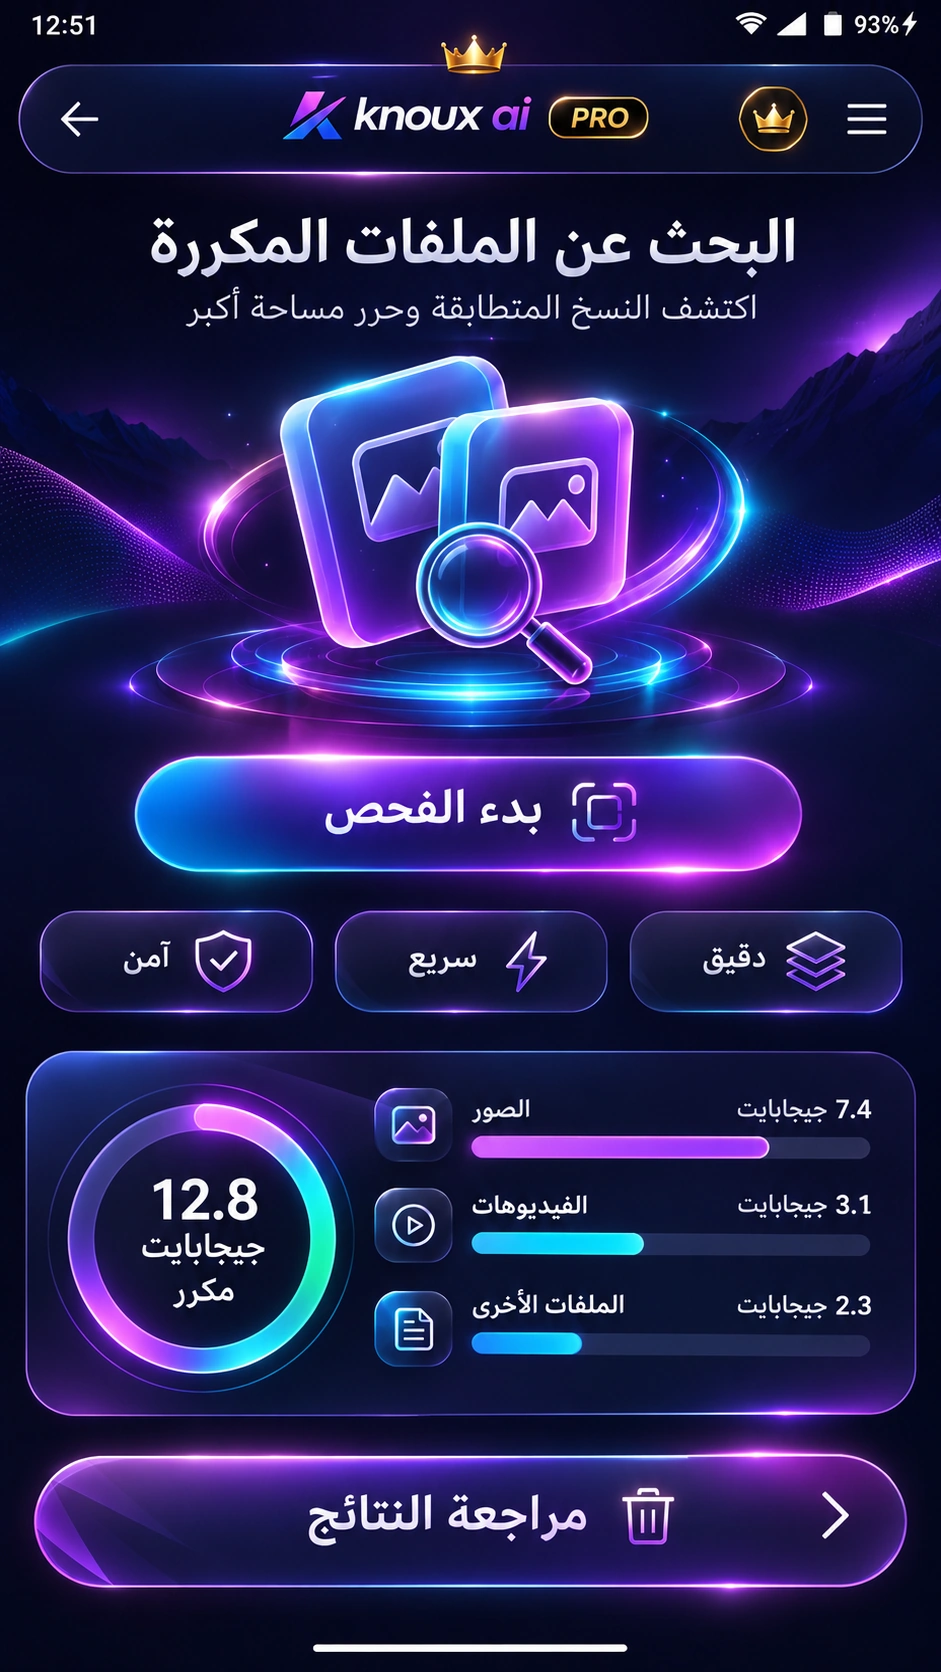 12:51
93%
knoux ai PRO
البحث عن الملفات المكررة
اكتشف النسخ المتطابقة وحرر مساحة أكبر
بدء الفحص
دقيق
سريع
آمن
12.8
جيجابايت
مكرر
الصور
7.4 جيجابايت
الفيديوهات
3.1 جيجابايت
الملفات الأخرى
2.3 جيجابايت
مراجعة النتائج